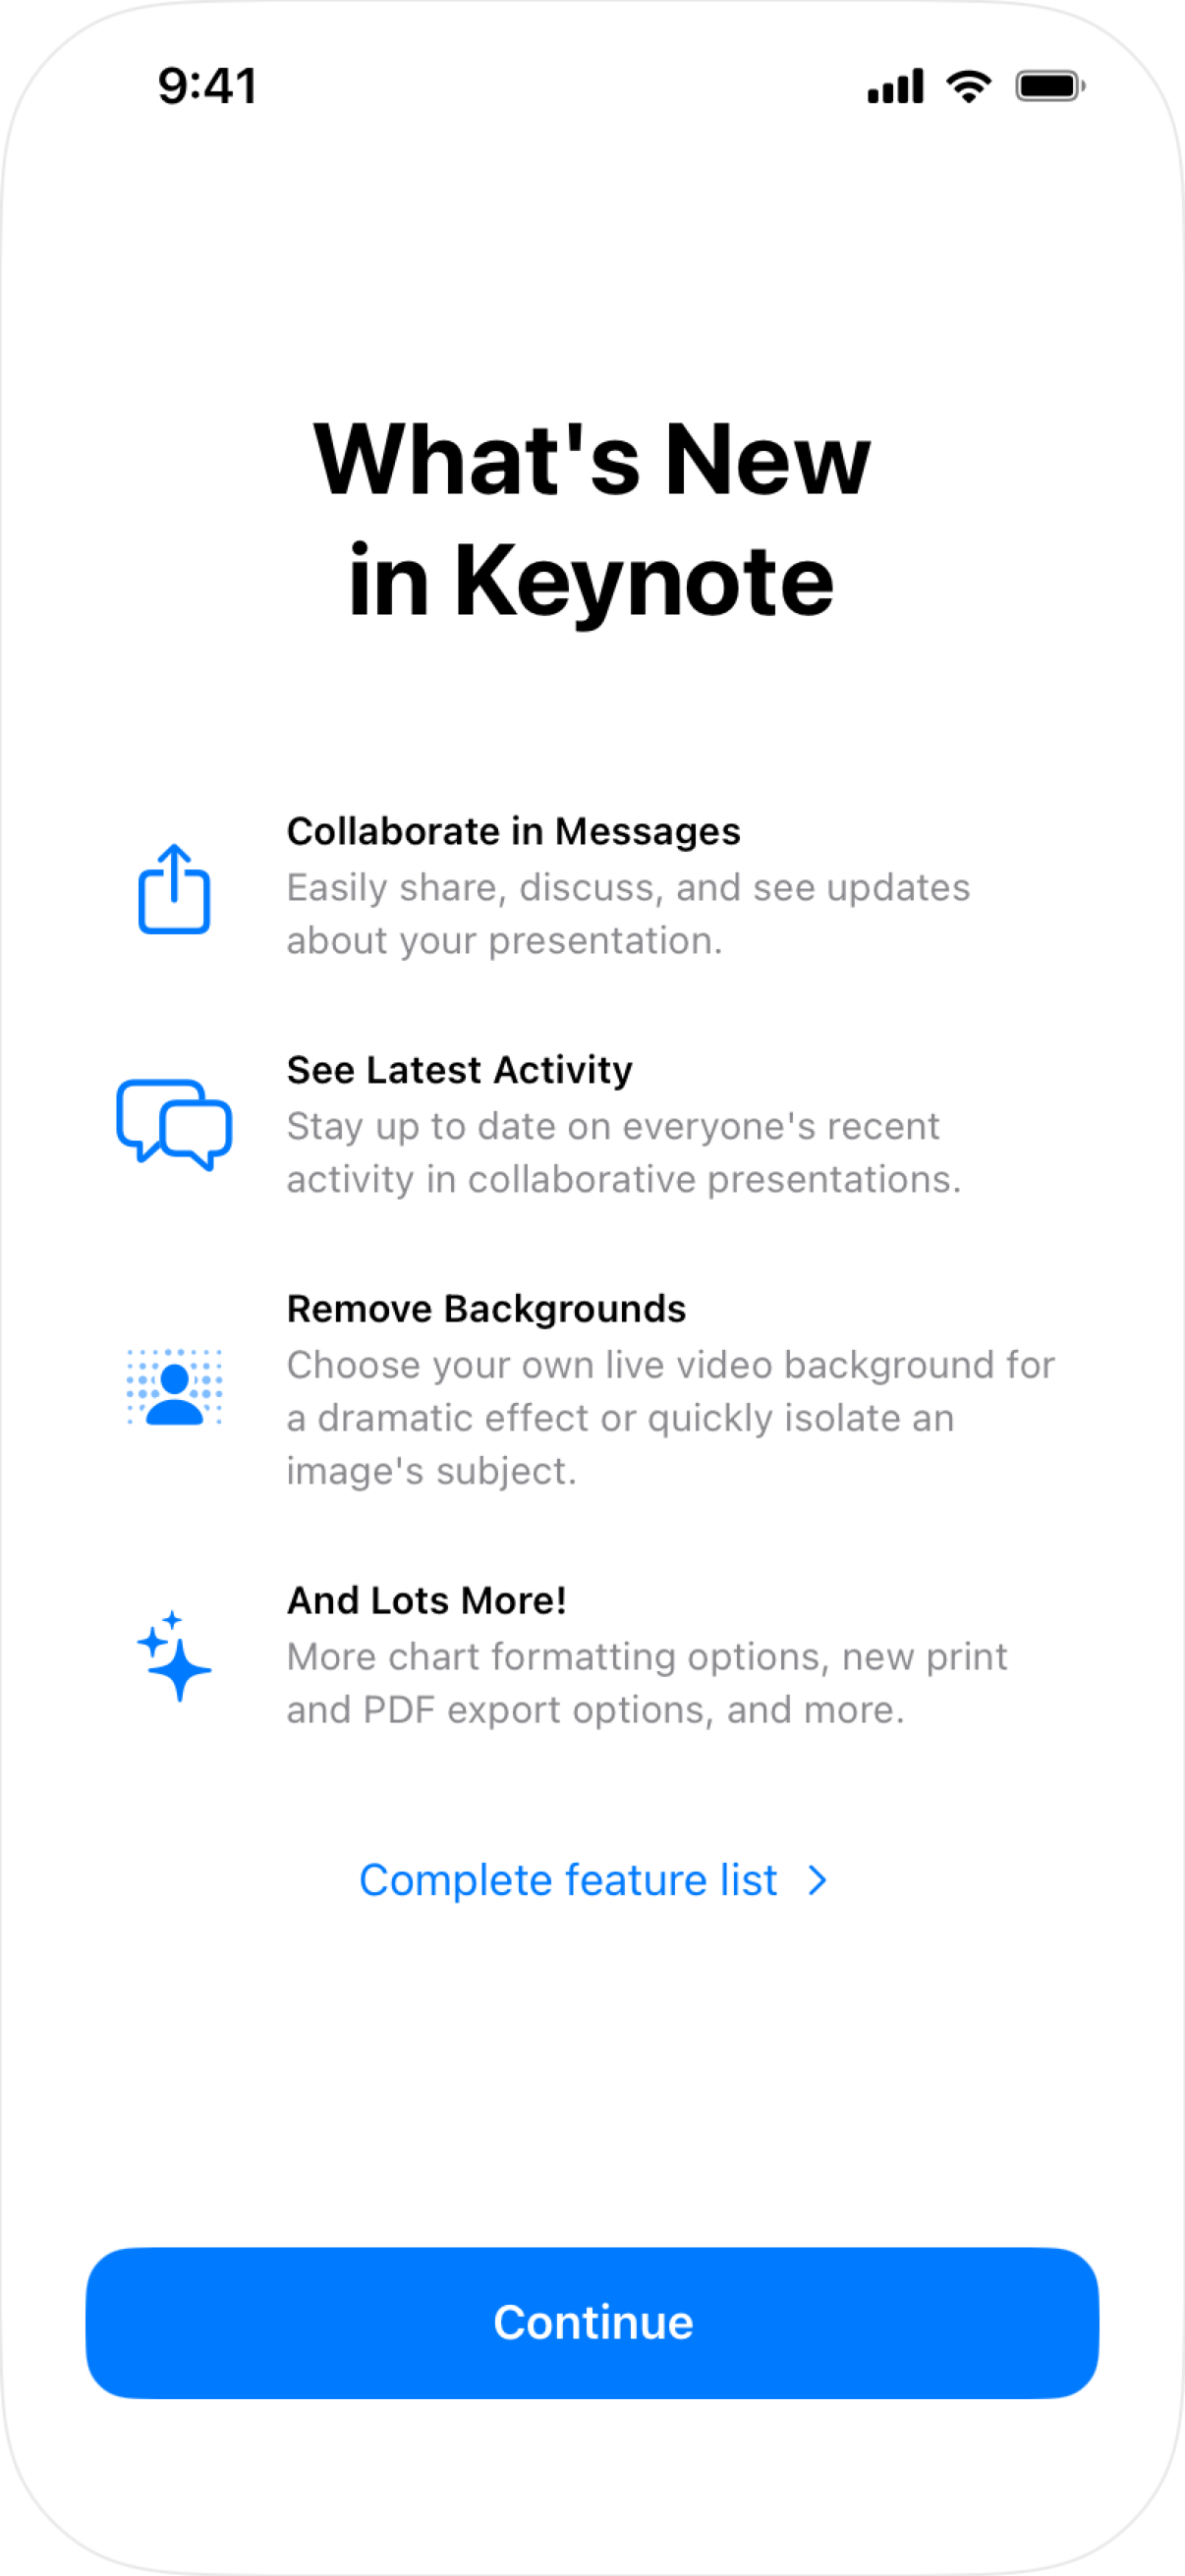 9:41
What's New
in Keynote
Collaborate in Messages
Easily share, discuss, and see updates
about your presentation.
See Latest Activity
Stay up to date on everyone's recent
activity in collaborative presentations.
Remove Backgrounds
Choose your own live video background for
a dramatic effect or quickly isolate an
image's subject.
And Lots More!
More chart formatting options, new print
and PDF export options, and more.
Complete feature list
Continue